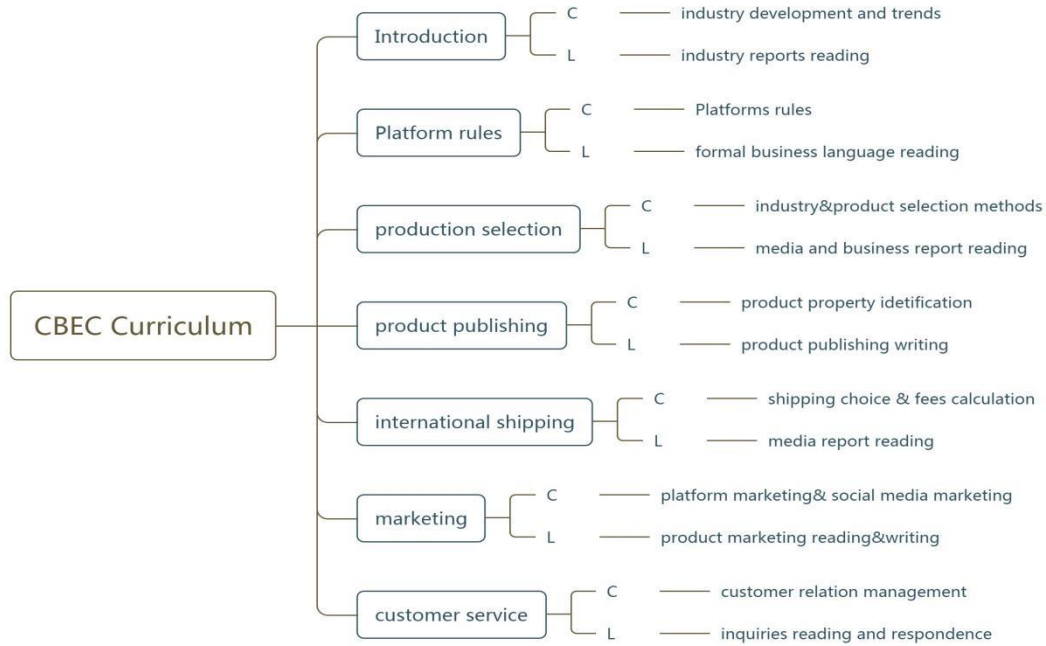 CBEC Curriculum
Introduction
C
industry development and trends
L
industry reports reading
Platform rules
C
Platforms rules
L
formal business language reading
production selection
C
industry&product selection methods
L
media and business report reading
product publishing
C
product property idetification
L
product publishing writing
international shipping
C
shipping choice & fees calculation
L
media report reading
marketing
C
platform marketing& social media marketing
L
product marketing reading&writing
customer service
C
customer relation management
L
inquiries reading and respondence